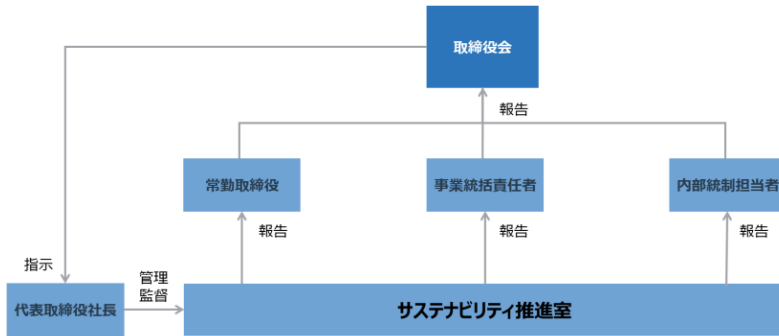 取締役会
報告
常勤取締役
事業統括責任者
内部統制担当者
報告
報告
報告
指示
管理
監督
代表取締役社長
サステナビリティ推進室